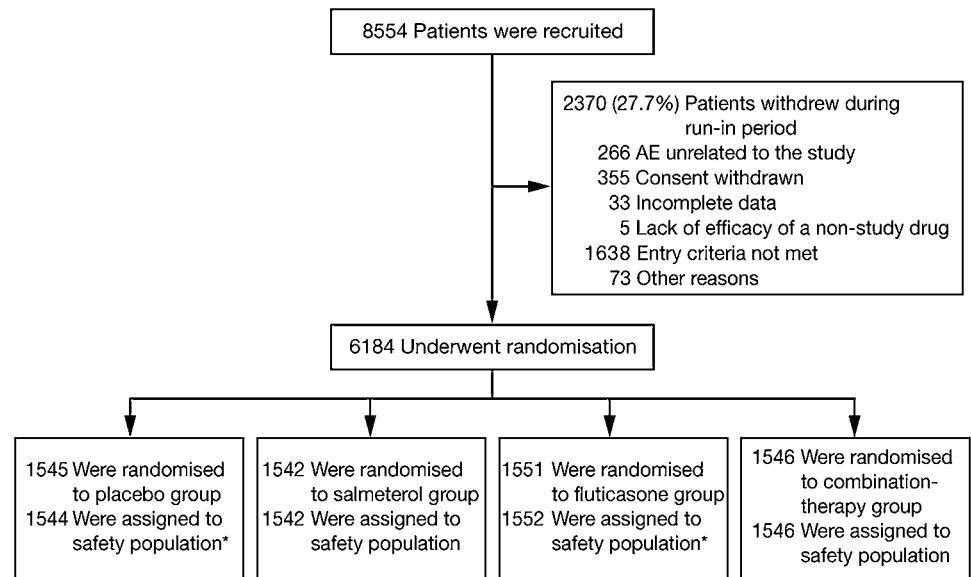 8554 Patients were recruited
2370 (27.7%) Patients withdrew during
run-in period
266 AE unrelated to the study
355 Consent withdrawn
33 Incomplete data
5 Lack of efficacy of a non-study drug
1638 Entry criteria not met
73 Other reasons
6184 Underwent randomisation
1545 Were randomised
to placebo group
1544 Were assigned to
safety population*
1542 Were randomised
to salmeterol group
1542 Were assigned to
safety population
1551 Were randomised
to fluticasone group
1552 Were assigned to
safety population*
1546 Were randomised
to combination-
therapy group
1546 Were assigned to
safety population